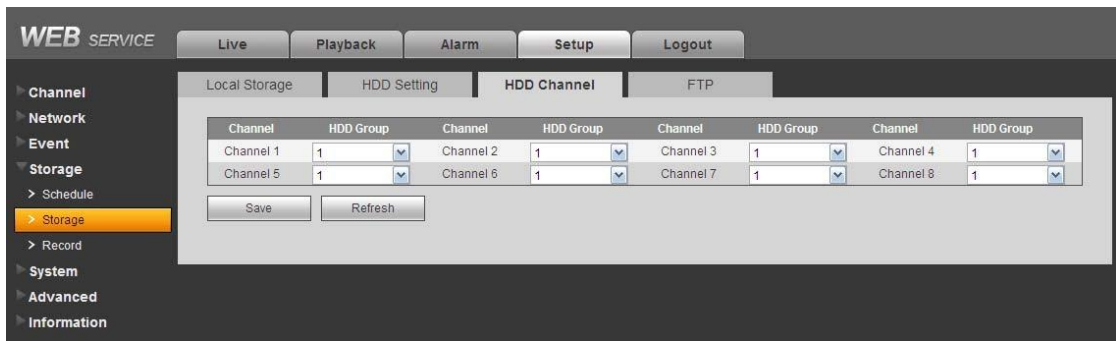 WEB SERVICE
Live Playback Alarm Setup Logout
Local Storage HDD Setting HDD Channel FTP
Channel
Network
Event
Storage
> Schedule
> Storage
> Record
System
Advanced
Information
Channel HDD Group Channel HDD Group Channel HDD Group Channel HDD Group
Channel 1 1 Channel 2 1 Channel 3 1 Channel 4 1
Channel 5 1 Channel 6 1 Channel 7 1 Channel 8 1
Save Refresh